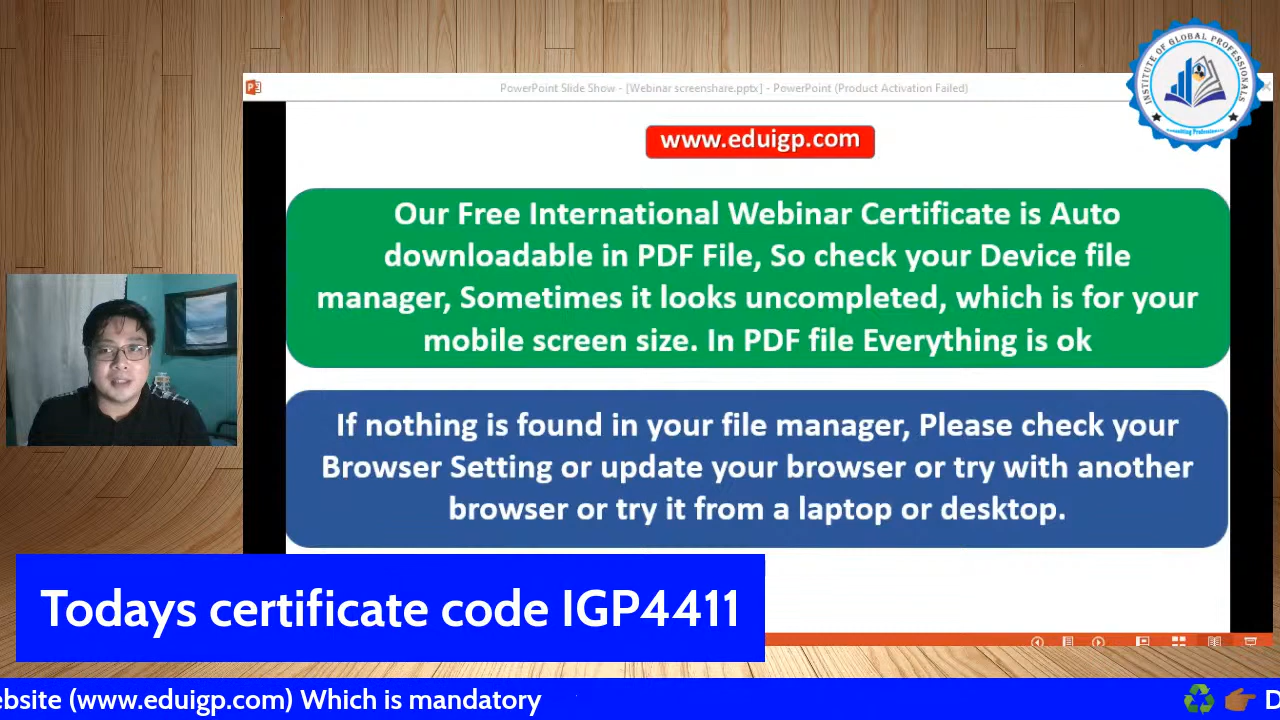 PowerPoint Slide Show - [Webinar screenshare.pptx] - PowerPoint (Product Activation Failed)
INSTITUTE OF GLOBAL PROFESSIONALS
www.eduigp.com
Our Free International Webinar Certificate is Auto
downloadable in PDF File, So check your Device file
manager, Sometimes it looks uncompleted, which is for your
mobile screen size. In PDF file Everything is ok
If nothing is found in your file manager, Please check your
Browser Setting or update your browser or try with another
browser or try it from a laptop or desktop.
Todays certificate code IGP4411
ebsite (www.eduigp.com) Which is mandatory
D